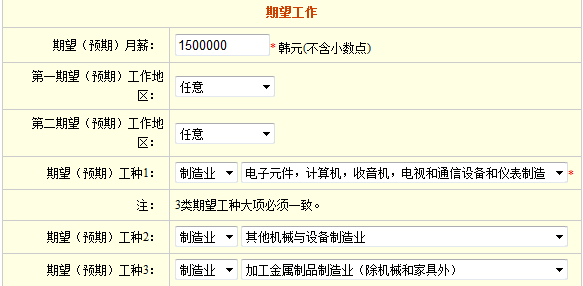 期望工作
期望（预期）月薪： 1500000 * 韩元(不含小数点)
第一期望（预期）工作地
区： 任意
第二期望（预期）工作地
区： 任意
期望（预期）工种1： 制造业 电子元件，计算机，收音机，电视和通信设备和仪表制造 *
注： 3类期望工种大项必须一致。
期望（预期）工种2： 制造业 其他机械与设备制造业
期望（预期）工种3： 制造业 加工金属制品制造业（除机械和家具外）